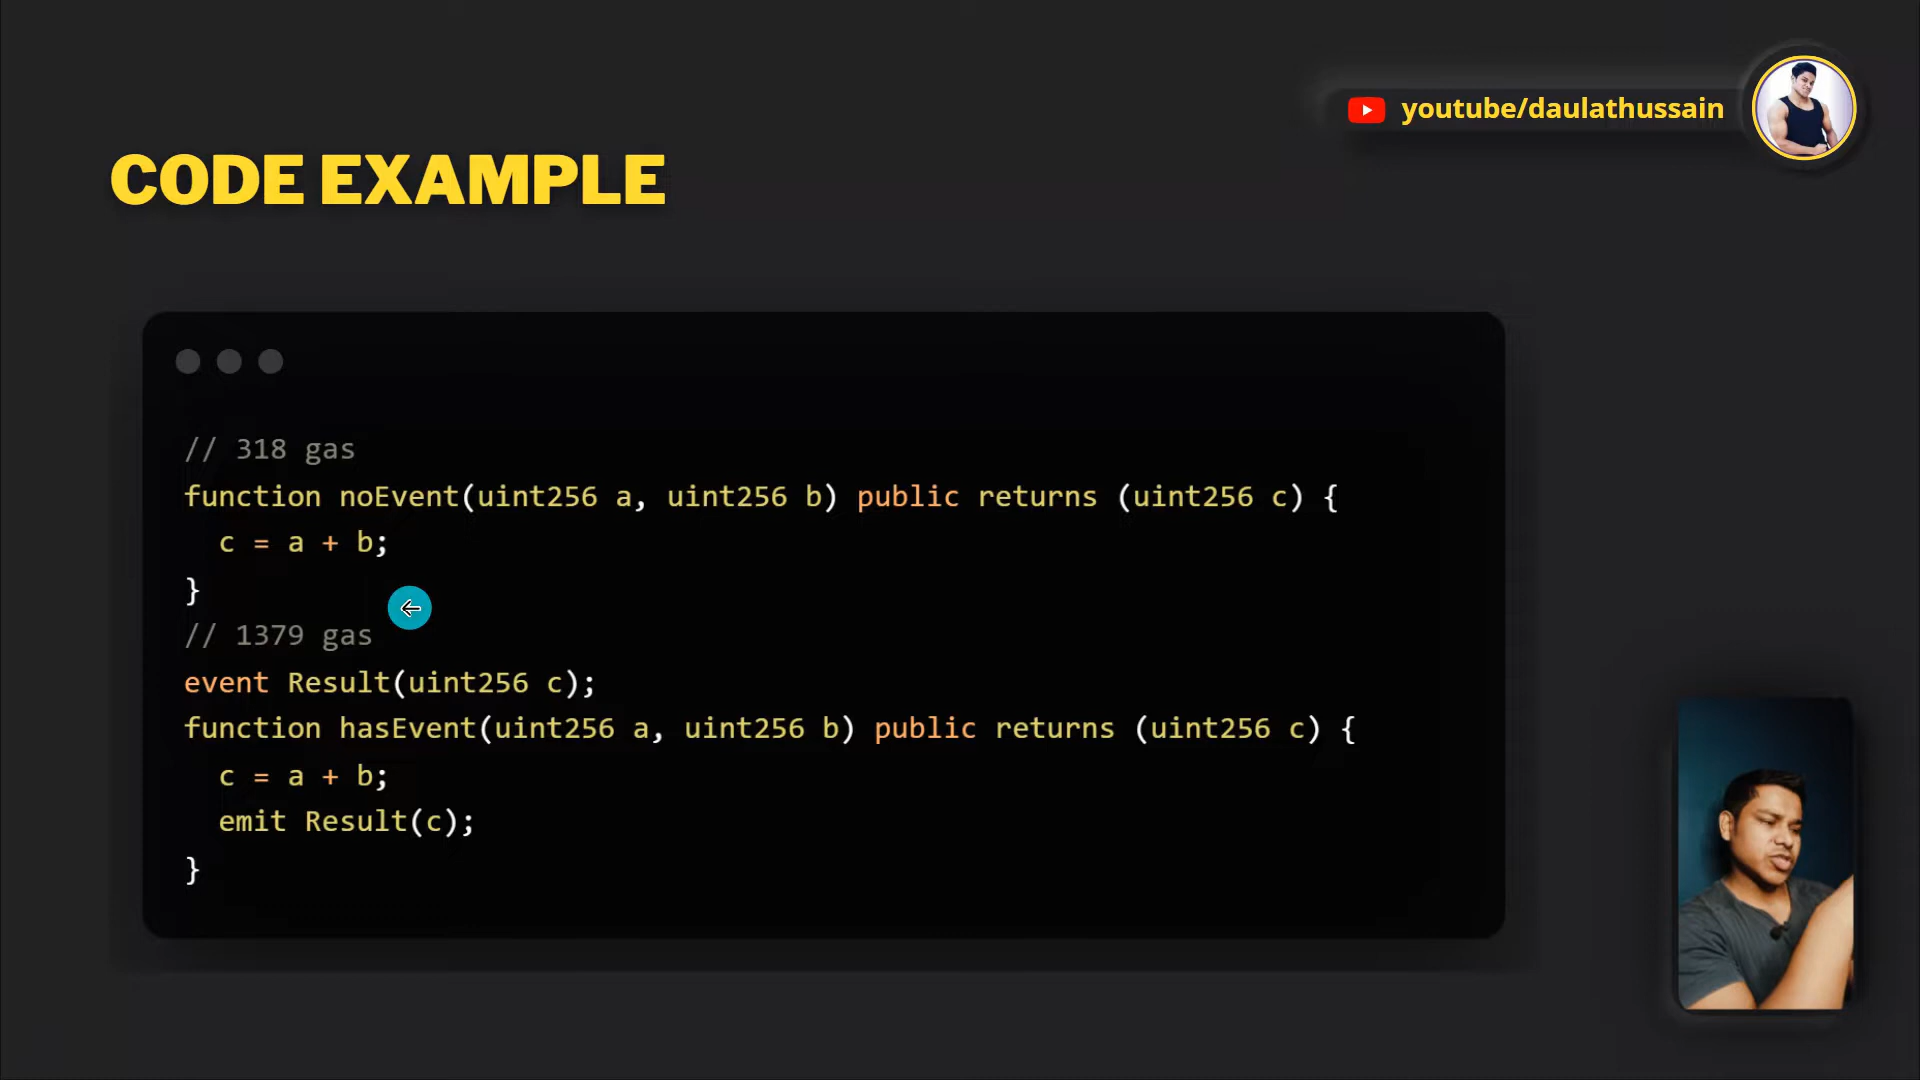 youtube/daulathussain
CODE EXAMPLE
// 318 gas
function noEvent(uint256 a, uint256 b) public returns (uint256 c) {
  c = a + b;
}
// 1379 gas
event Result(uint256 c);
function hasEvent(uint256 a, uint256 b) public returns (uint256 c) {
  c = a + b;
  emit Result(c);
}